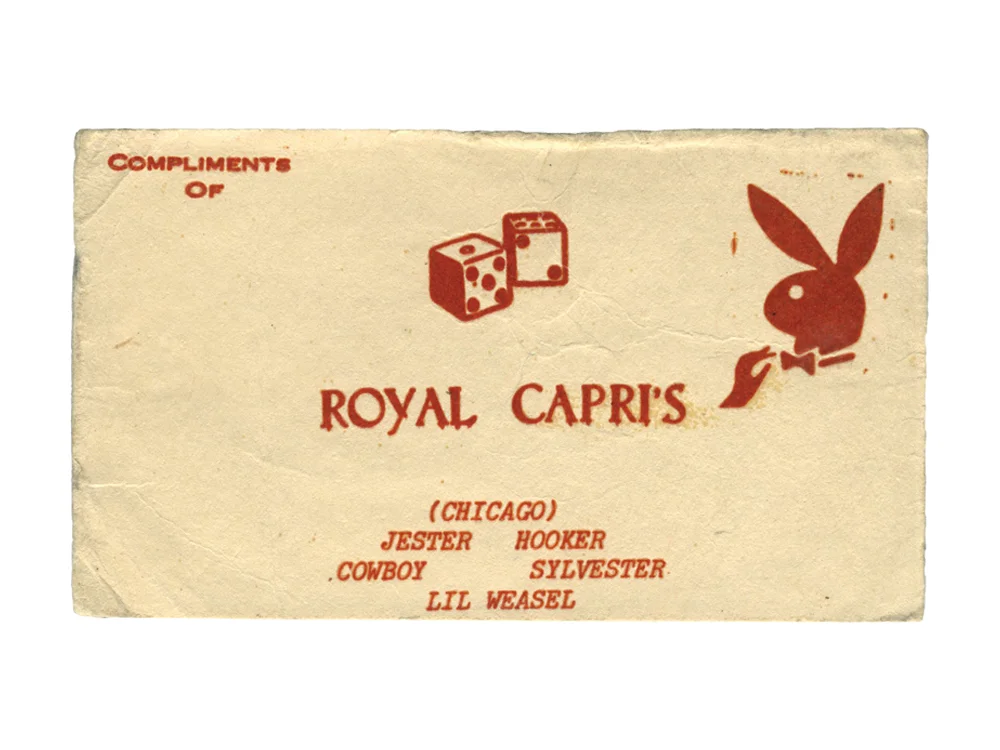 COMPLIMENTS
OF
ROYAL CAPRI'S
(CHICAGO)
JESTER HOOKER
COWBOY SYLVESTER
LIL WEASEL